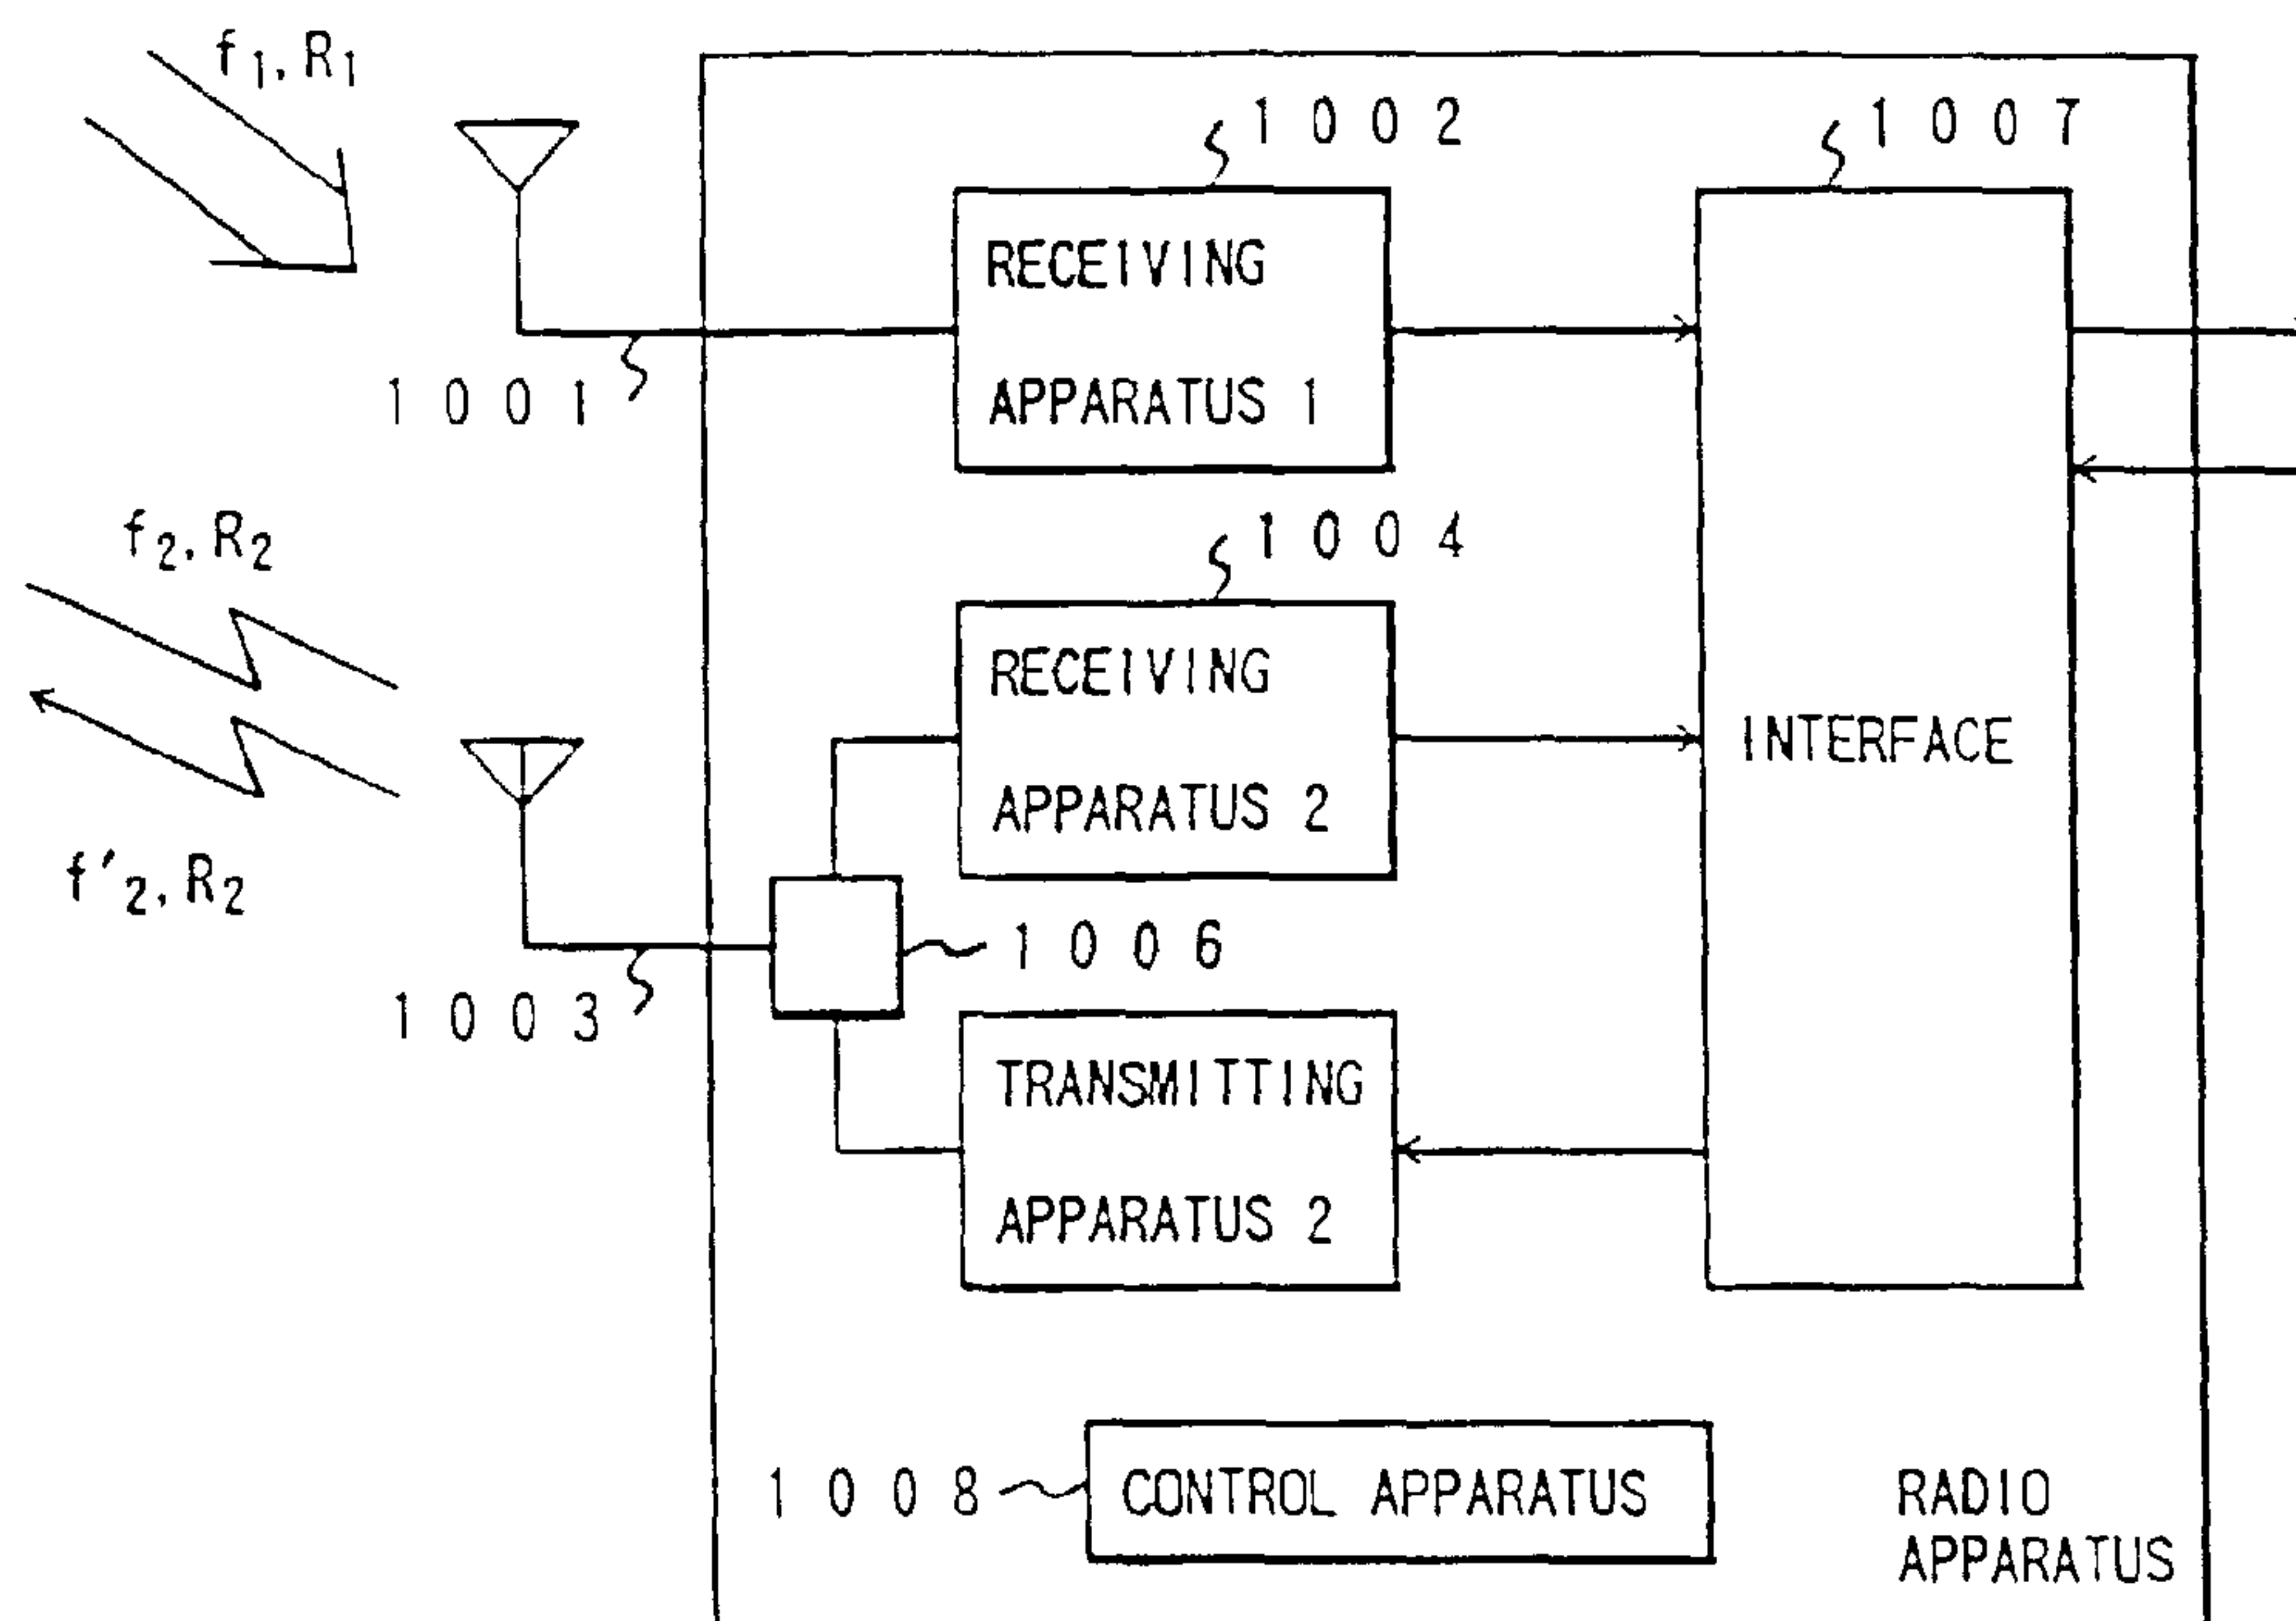 f1, R1
1002
1007
RECEIVING
APPARATUS 1
1001
f2, R2
1004
RECEIVING
APPARATUS 2
INTERFACE
f'2, R2
1006
1003
TRANSMITTING
APPARATUS 2
1008
CONTROL APPARATUS
RADIO
APPARATUS